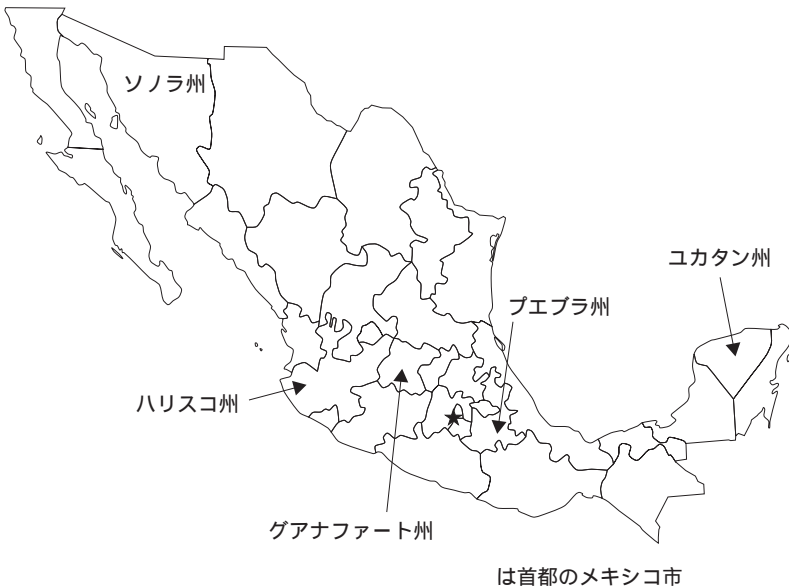 ソノラ州
ユカタン州
プエブラ州
ハリスコ州
グアナファート州
は首都のメキシコ市